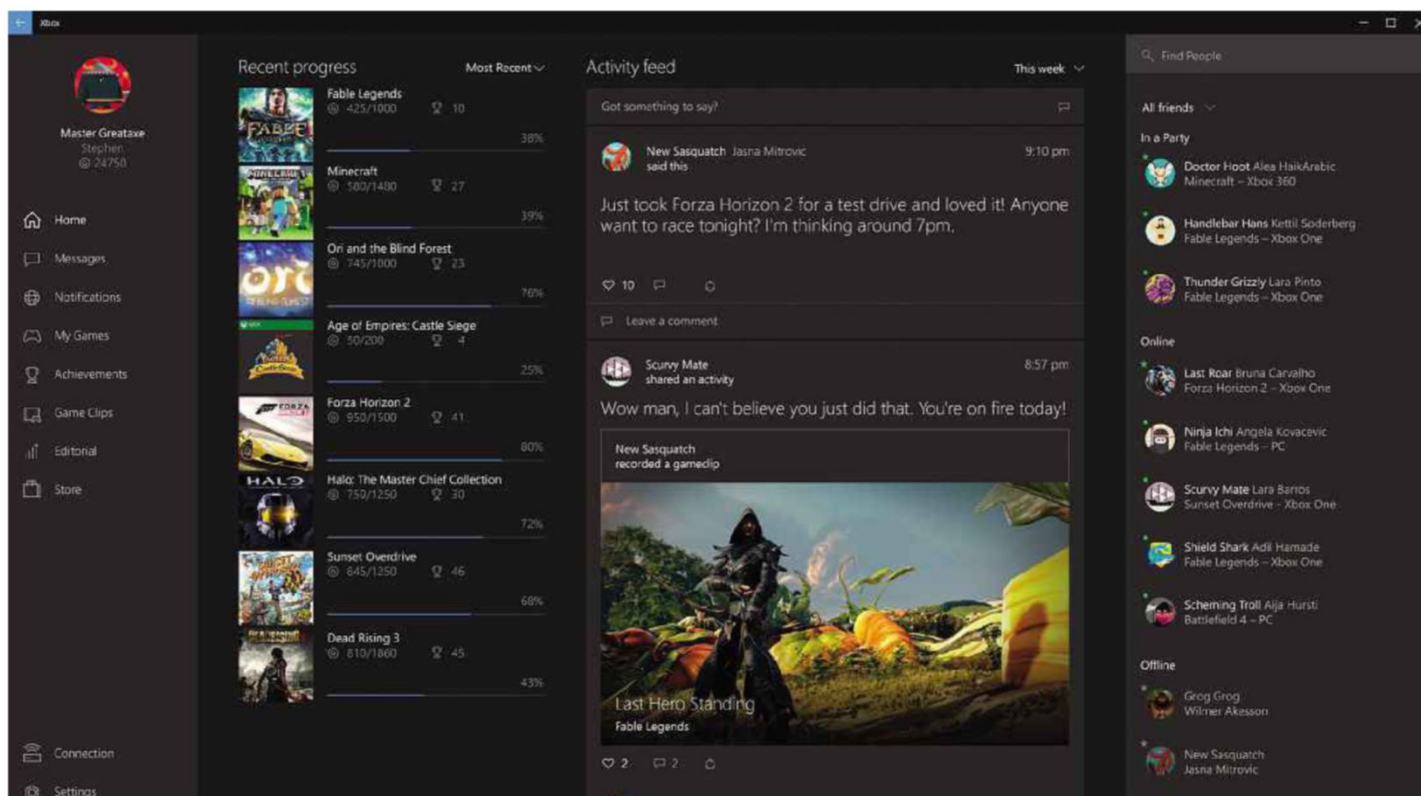 Xbox
Master Greataxe
Stephen
24750
Home
Messages
Notifications
My Games
Achievements
Game Clips
Editorial
Store
Connection
Settings
Recent progress
Most Recent
FABLE
Fable Legends
425/1000 10
38%
MINECRAFT
Minecraft
580/1480 27
39%
ori
Ori and the Blind Forest
745/1000 23
76%
Age of Empires: Castle Siege
50/200 4
25%
FORZA
Forza Horizon 2
950/1500 41
80%
HALO
Halo: The Master Chief Collection
750/1250 30
72%
SUNSET
Sunset Overdrive
845/1250 46
68%
DEADRISING
Dead Rising 3
810/1860 45
43%
Activity feed
This week
Got something to say?
New Sasquatch Jasna Mitrovic
said this
9:10 pm
Just took Forza Horizon 2 for a test drive and loved it! Anyone
want to race tonight? I'm thinking around 7pm.
10
Leave a comment
Scurvy Mate
shared an activity
8:57 pm
Wow man, I can't believe you just did that. You're on fire today!
New Sasquatch
recorded a gameclip
Last Hero Standing
Fable Legends
2 2
Find People
All friends
In a Party
Doctor Hoot Alea HaikArabic
Minecraft – Xbox 360
Handlebar Hans Kettil Soderberg
Fable Legends – Xbox One
Thunder Grizzly Lara Pinto
Fable Legends – Xbox One
Online
Last Roar Bruna Carvalho
Forza Horizon 2 – Xbox One
Ninja Ichi Angela Kovacevic
Fable Legends – PC
Scurvy Mate Lara Barros
Sunset Overdrive - Xbox One
Shield Shark Adil Hamade
Fable Legends – Xbox One
Scheming Troll Aija Hursti
Battlefield 4 – PC
Offline
Grog Grog
Wilmer Akesson
New Sasquatch
Jasna Mitrovic